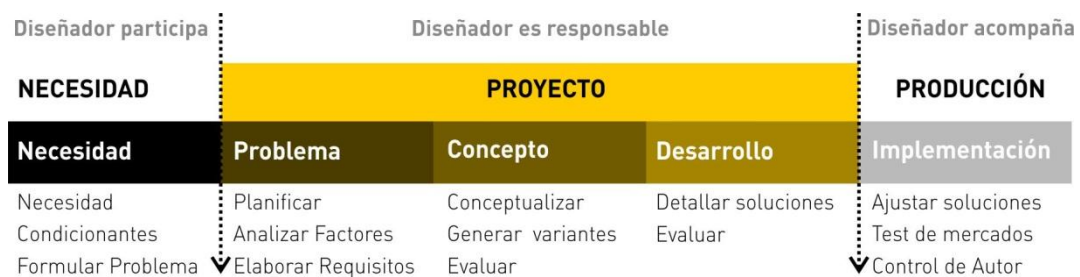 Diseñador participa
Diseñador es responsable
Diseñador acompaña
NECESIDAD
PROYECTO
PRODUCCIÓN
Necesidad
Problema
Concepto
Desarrollo
Implementación
Necesidad
Condicionantes
Formular Problema
Planificar
Analizar Factores
Elaborar Requisitos
Conceptualizar
Generar variantes
Evaluar
Detallar soluciones
Evaluar
Ajustar soluciones
Test de mercados
Control de Autor